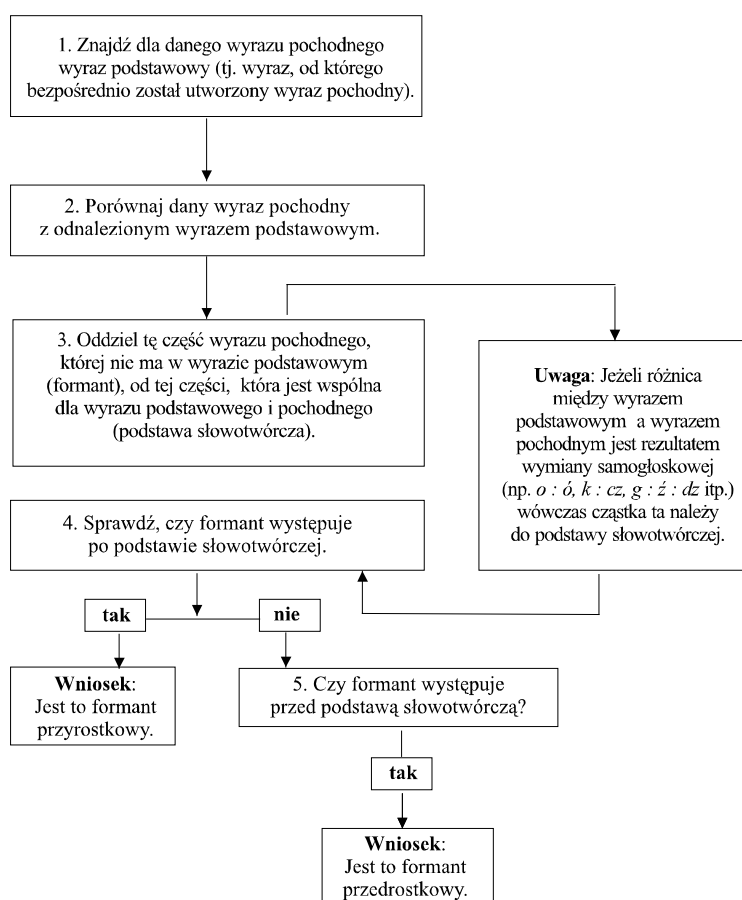 1. Znajdź dla danego wyrazu pochodnego
wyraz podstawowy (tj. wyraz, od którego
bezpośrednio został utworzony wyraz pochodny).
2. Porównaj dany wyraz pochodny
z odnalezionym wyrazem podstawowym.
3. Oddziel tę część wyrazu pochodnego,
której nie ma w wyrazie podstawowym
(formant), od tej części, która jest wspólna
dla wyrazu podstawowego i pochodnego
(podstawa słowotwórcza).
Uwaga: Jeżeli różnica
między wyrazem
podstawowym a wyrazem
pochodnym jest rezultatem
wymiany samogłoskowej
(np. o : ó, k : cz, g : ź : dz itp.)
wówczas cząstka ta należy
do podstawy słowotwórczej.
4. Sprawdź, czy formant występuje
po podstawie słowotwórczej.
tak
nie
Wniosek:
Jest to formant
przyrostkowy.
5. Czy formant występuje
przed podstawą słowotwórczą?
tak
Wniosek:
Jest to formant
przedrostkowy.